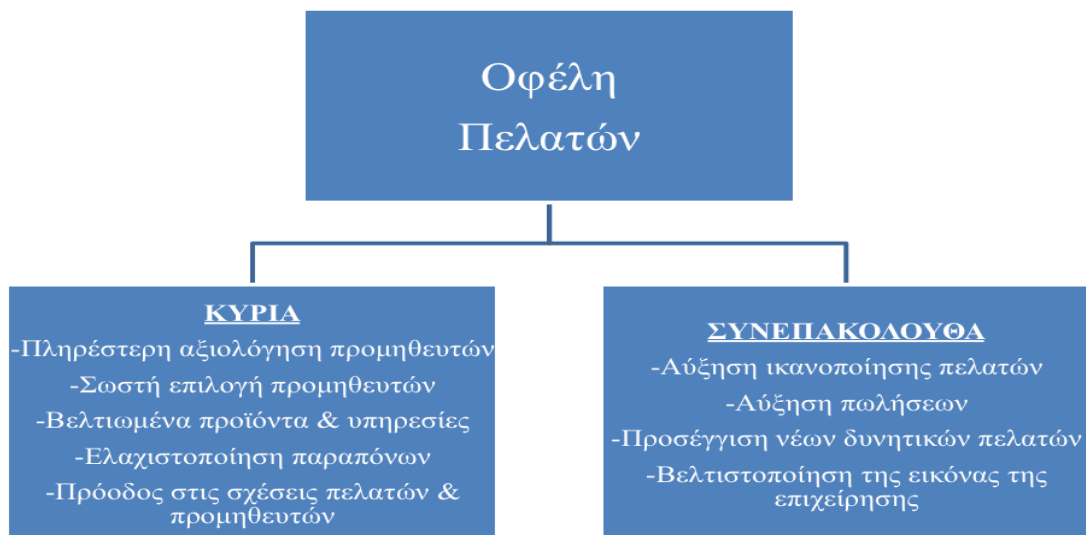 Οφέλη
Πελατών
ΚΥΡΙΑ
-Πληρέστερη αξιολόγηση προμηθευτών
-Σωστή επιλογή προμηθευτών
-Βελτιωμένα προϊόντα & υπηρεσίες
-Ελαχιστοποίηση παραπόνων
-Πρόοδος στις σχέσεις πελατών &
προμηθευτών
ΣΥΝΕΠΑΚΟΛΟΥΘΑ
-Αύξηση ικανοποίησης πελατών
-Αύξηση πωλήσεων
-Προσέγγιση νέων δυνητικών πελατών
-Βελτιστοποίηση της εικόνας της
επιχείρησης